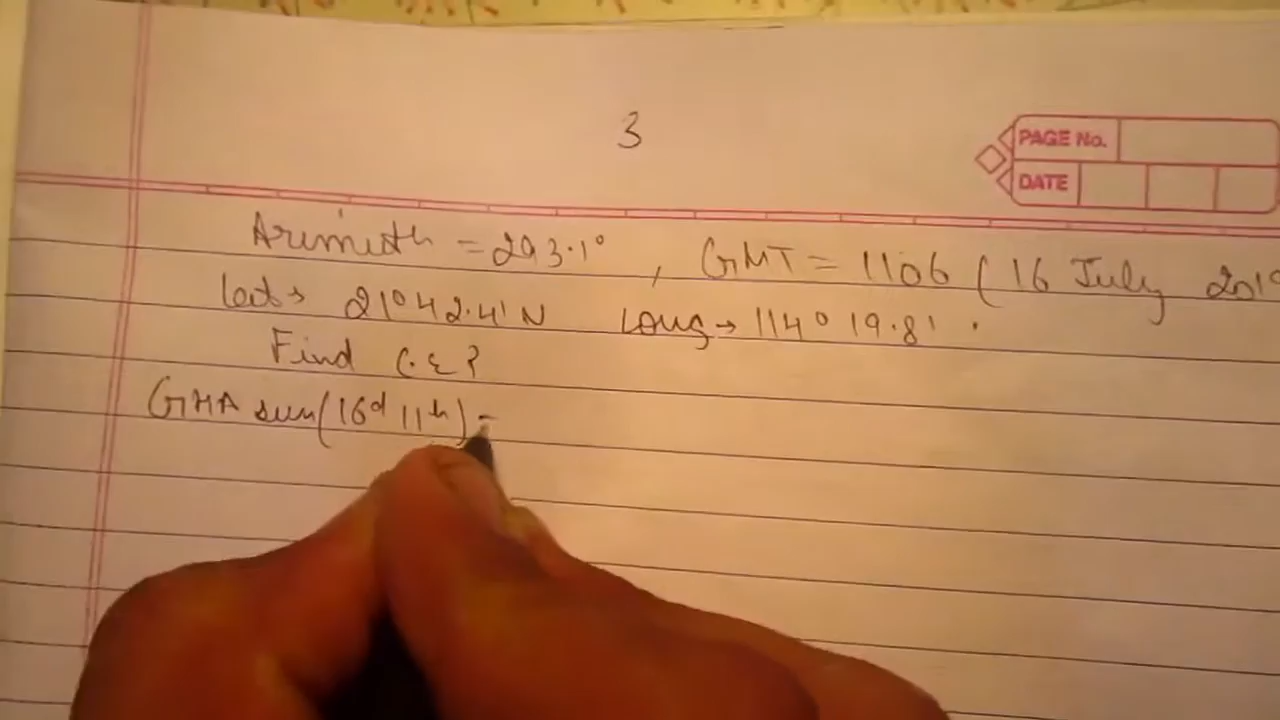 3
PAGE No.
DATE
Azimuth = 293.1° , GMT = 1106 ( 16 July 2019
Lat → 21° 42.4' N Long → 114° 19.8' .
Find C.E?
GHA sun(16d 11h) =